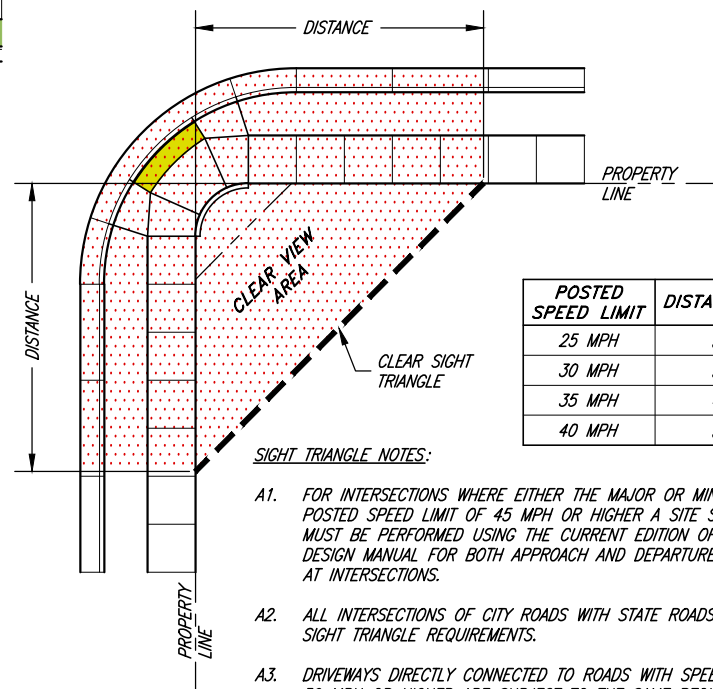 DISTANCE
PROPERTY
LINE
DISTANCE
CLEAR VIEW
AREA
CLEAR SIGHT
TRIANGLE
POSTED
SPEED LIMIT
25 MPH
30 MPH
35 MPH
40 MPH
SIGHT TRIANGLE NOTES:
A1. FOR INTERSECTIONS WHERE EITHER THE MAJOR OR
POSTED SPEED LIMIT OF 45 MPH OR HIGHER A SITE
MUST BE PERFORMED USING THE CURRENT EDITION
DESIGN MANUAL FOR BOTH APPROACH AND DEPARTURE
AT INTERSECTIONS.
A2. ALL INTERSECTIONS OF CITY ROADS WITH STATE ROADS
SIGHT TRIANGLE REQUIREMENTS.
PROPERTY
LINE
A3. DRIVEWAYS DIRECTLY CONNECTED TO ROADS WITH